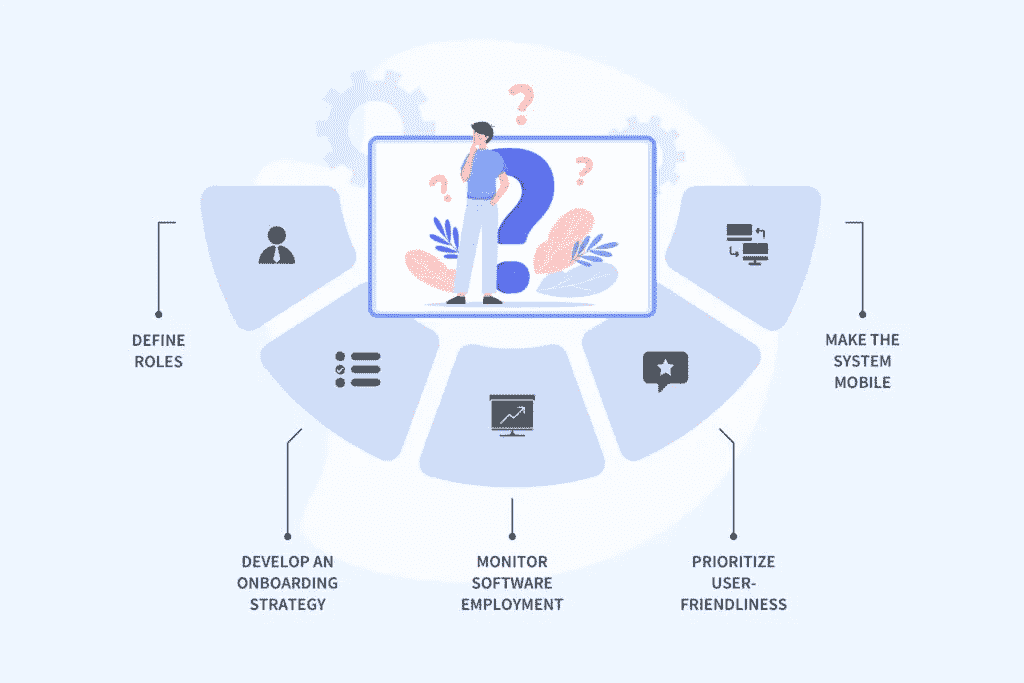 DEFINE
ROLES
MAKE THE
SYSTEM
MOBILE
DEVELOP AN
ONBOARDING
STRATEGY
MONITOR
SOFTWARE
EMPLOYMENT
PRIORITIZE
USER-
FRIENDLINESS